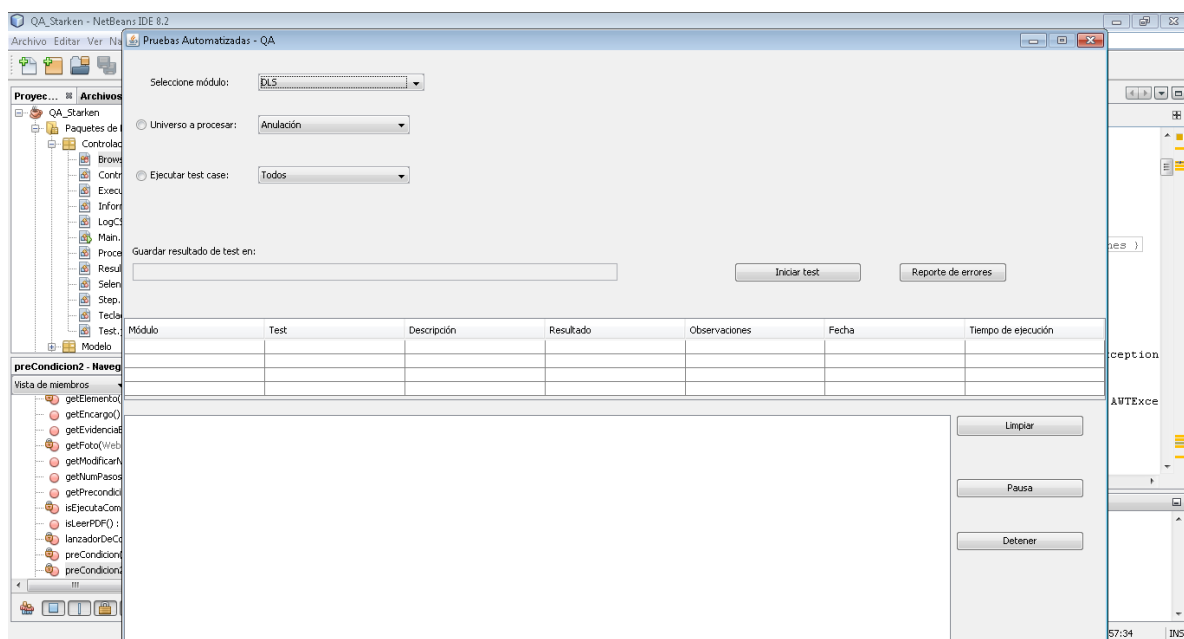 QA_Starken - NetBeans IDE 8.2
Archivo Editar Ver
Pruebas Automatizadas - QA
Seleccione módulo: DLS
Universo a procesar: Anulación
Ejecutar test case: Todos
Guardar resultado de test en:
Iniciar test Reporte de errores
Módulo Test Descripción Resultado Observaciones Fecha Tiempo de ejecución
Limpiar
Pausa
Detener
Proyec... Archivos
QA_Starken
Paquetes de
Controlad
Brows
Contr
Execu
Infor
LogCS
Main.
Proce
Resul
Selen
Step.
Tecla
Test.
Modelo
preCondicion2 - Naveg
Vista de miembros
getElemento(
getEncargo()
getEvidenciaE
getFoto(Web
getModificarN
getNumPasos
getPrecondici
isEjecutaCom
isLeerPDF() :
lanzadorDeCo
preCondicion(
preCondicion2
nes }
ception
AWTExce
57:34 INS